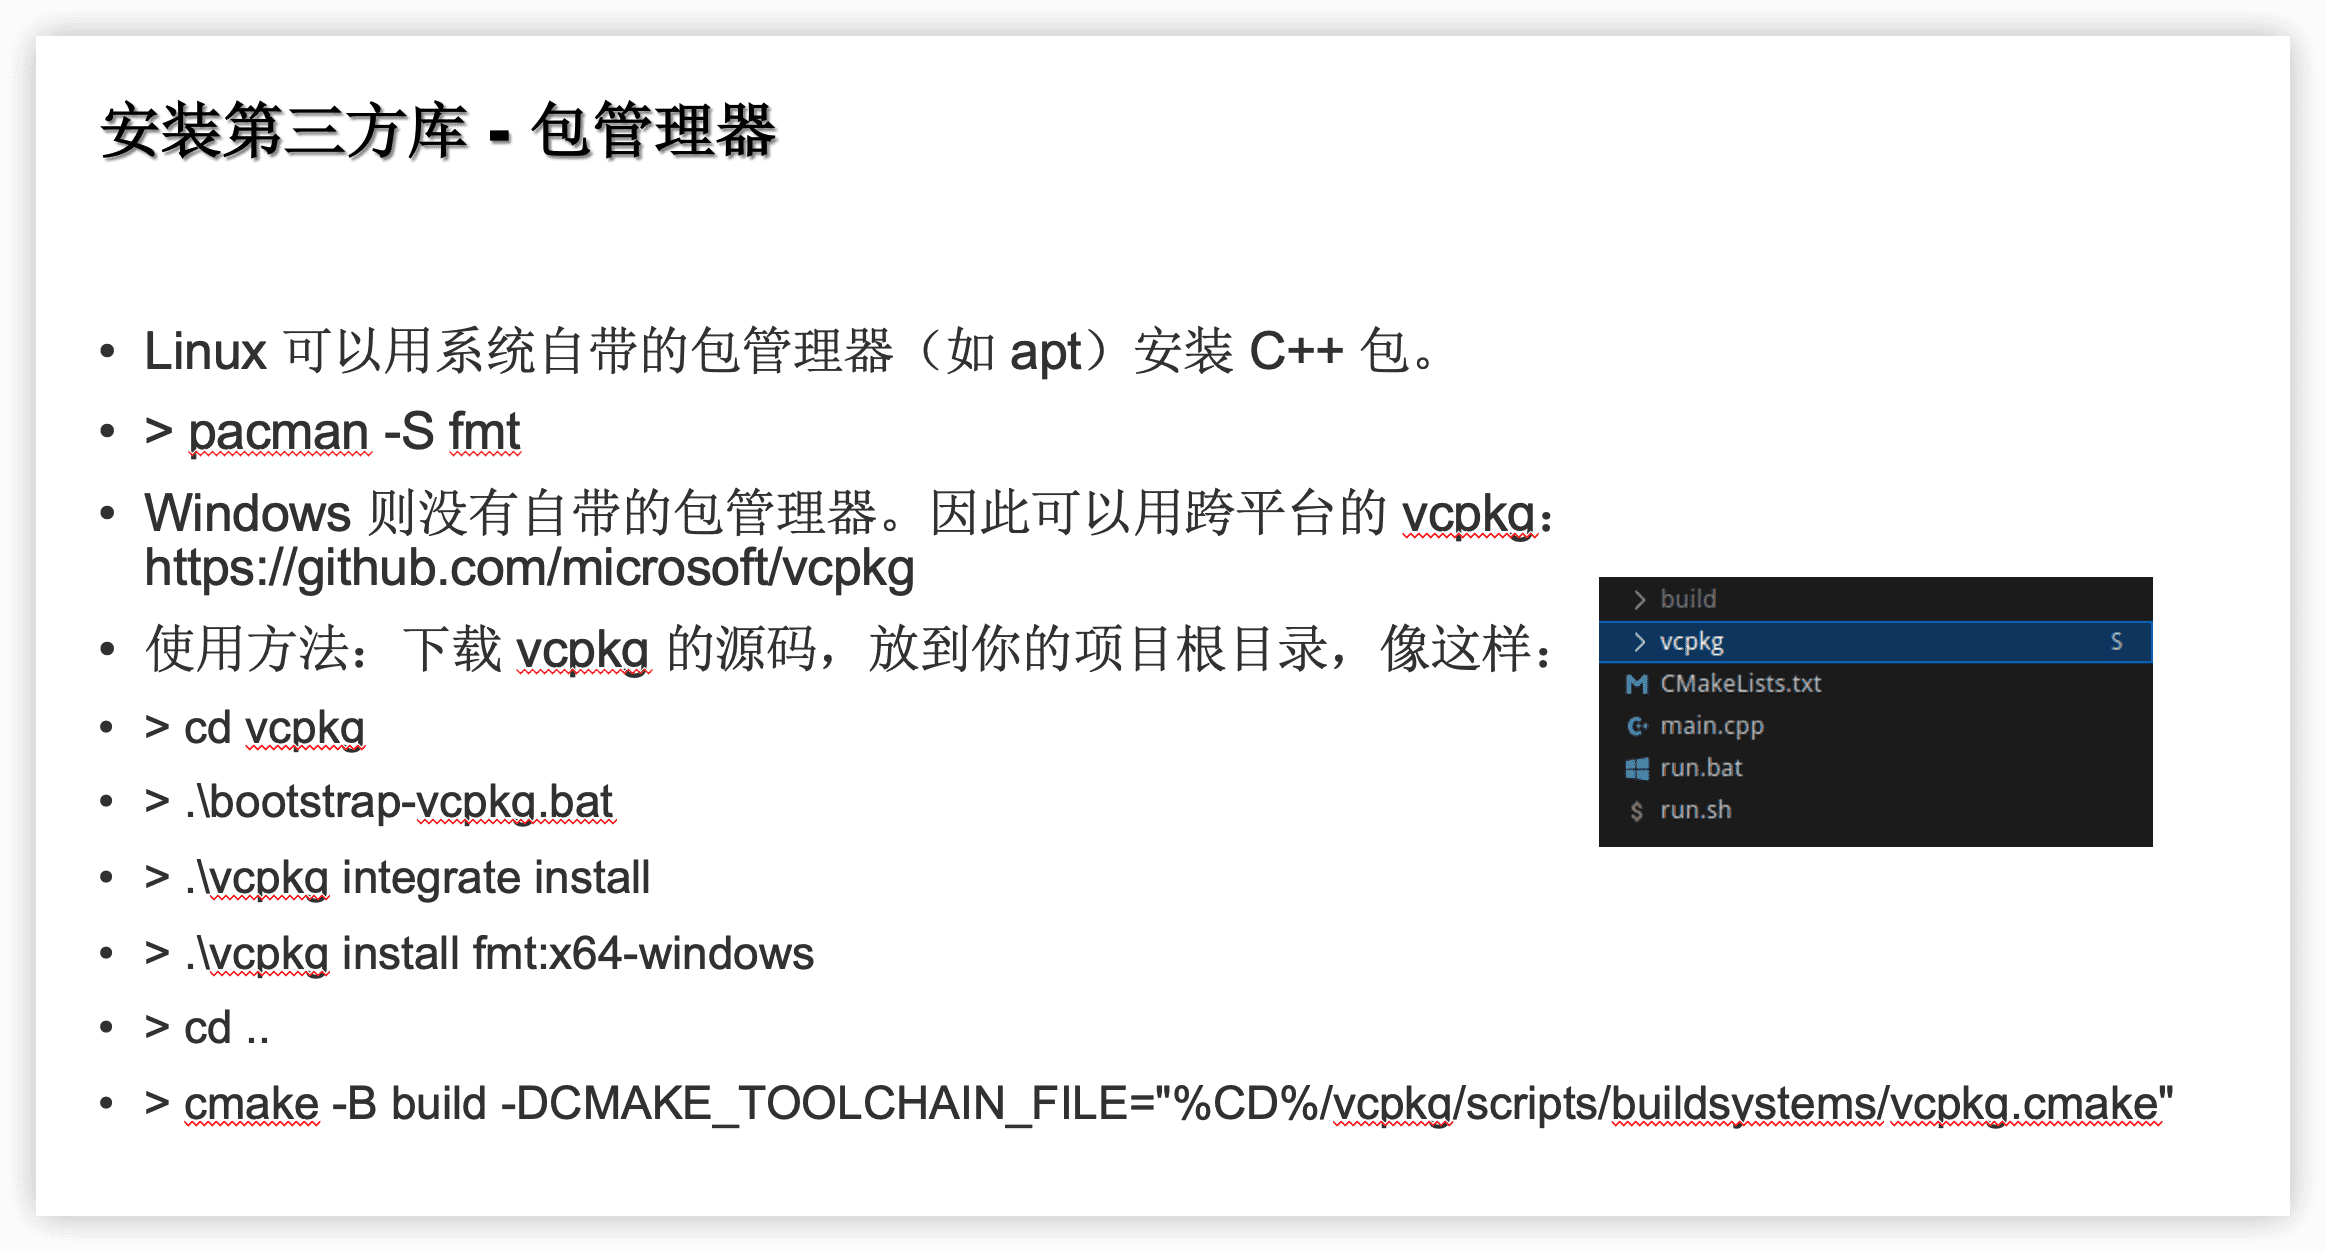 安装第三方库 - 包管理器
• Linux 可以用系统自带的包管理器（如 apt）安装 C++ 包。
• > pacman -S fmt
• Windows 则没有自带的包管理器。因此可以用跨平台的 vcpkg：
https://github.com/microsoft/vcpkg
• 使用方法：下载 vcpkg 的源码，放到你的项目根目录，像这样：
• > cd vcpkg
• > .\bootstrap-vcpkg.bat
• > .\vcpkg integrate install
• > .\vcpkg install fmt:x64-windows
• > cd ..
• > cmake -B build -DCMAKE_TOOLCHAIN_FILE="%CD%/vcpkg/scripts/buildsystems/vcpkg.cmake"
build
vcpkg S
CMakeLists.txt
main.cpp
run.bat
$ run.sh